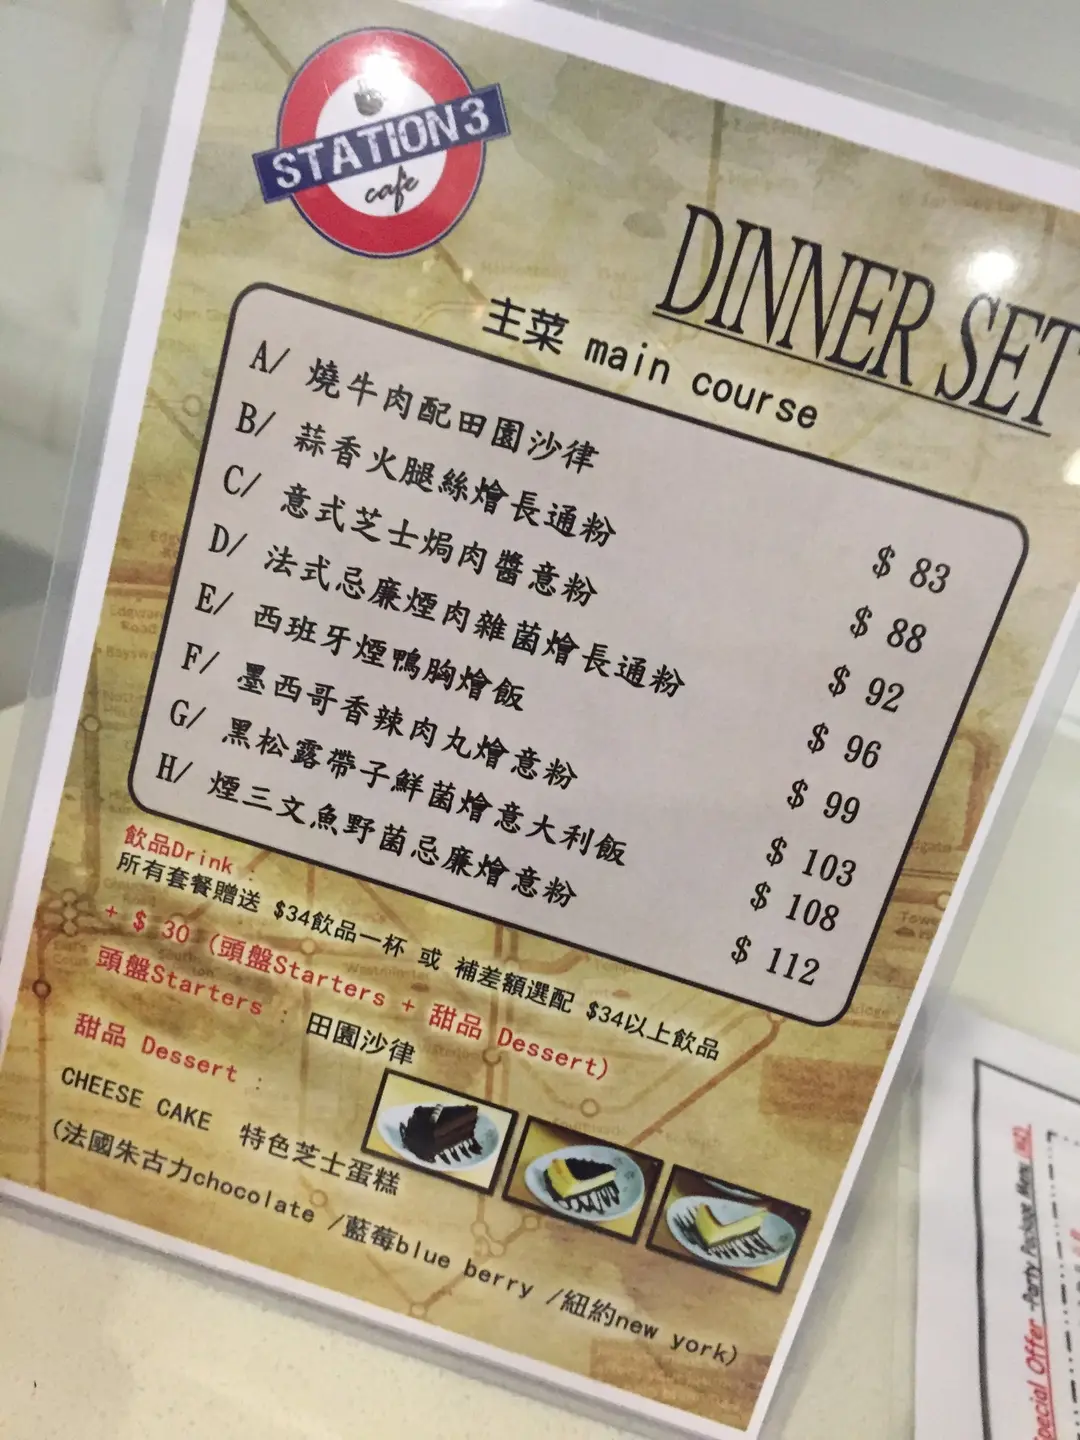 STATION3
cafe
DINNER SET
主菜 main course
A/ 燒牛肉配田園沙律 $ 83
B/ 蒜香火腿絲燴長通粉 $ 88
C/ 意式芝士焗肉醬意粉 $ 92
D/ 法式忌廉煙肉雜菌燴長通粉 $ 96
E/ 西班牙煙鴨胸燴飯 $ 99
F/ 墨西哥香辣肉丸燴意粉 $ 103
G/ 黑松露帶子鮮菌燴意大利飯 $ 108
H/ 煙三文魚野菌忌廉燴意粉 $ 112
飲品Drink :
所有套餐贈送 $34飲品一杯 或 補差額選配 $34以上飲品
+ $ 30 (頭盤Starters + 甜品 Dessert)
頭盤Starters : 田園沙律
甜品 Dessert :
CHEESE CAKE 特色芝士蛋糕
(法國朱古力chocolate /藍莓blue berry /紐約new york)
Special Offer -Party Package Menu